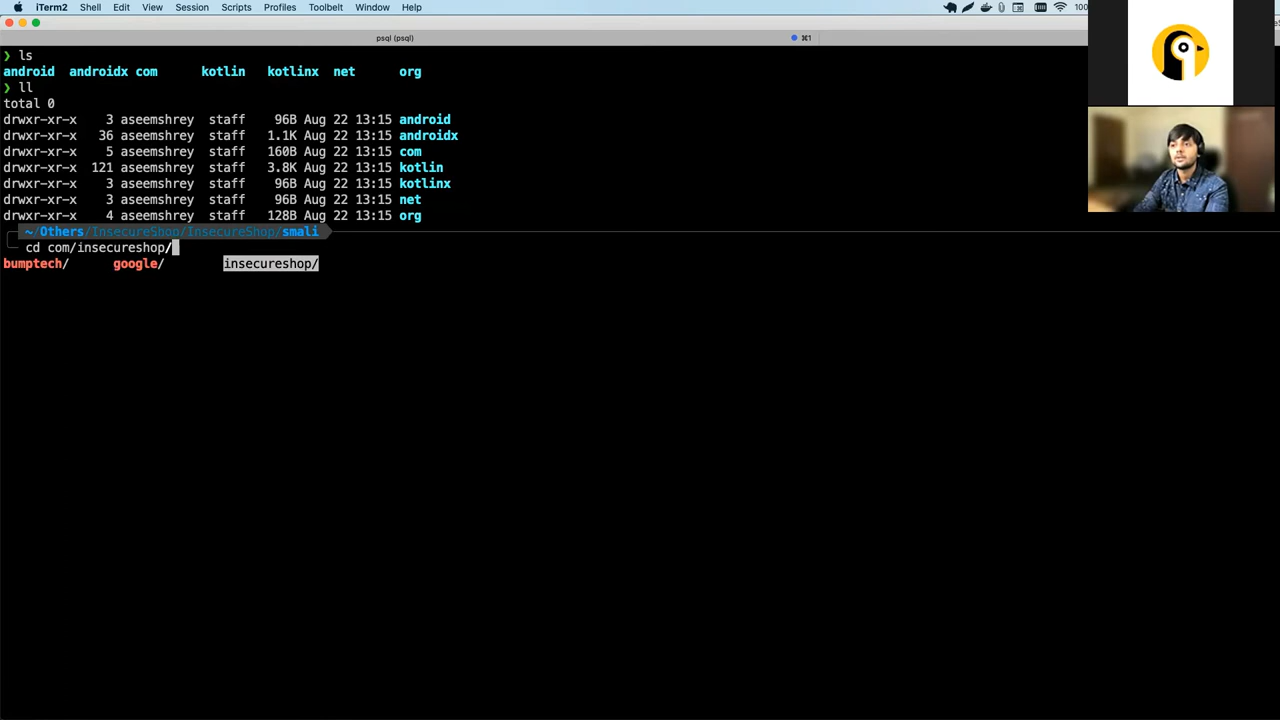 iTerm2 Shell Edit View Session Scripts Profiles Toolbelt Window Help
psql (psql)
⌘1
❯ ls
android androidx com kotlin kotlinx net org
❯ ll
total 0
drwxr-xr-x 3 aseemshrey staff 96B Aug 22 13:15 android
drwxr-xr-x 36 aseemshrey staff 1.1K Aug 22 13:15 androidx
drwxr-xr-x 5 aseemshrey staff 160B Aug 22 13:15 com
drwxr-xr-x 121 aseemshrey staff 3.8K Aug 22 13:15 kotlin
drwxr-xr-x 3 aseemshrey staff 96B Aug 22 13:15 kotlinx
drwxr-xr-x 3 aseemshrey staff 96B Aug 22 13:15 net
drwxr-xr-x 4 aseemshrey staff 128B Aug 22 13:15 org
~/Others/InsecureShop/InsecureShop/smali
cd com/insecureshop/
bumptech/ google/ insecureshop/